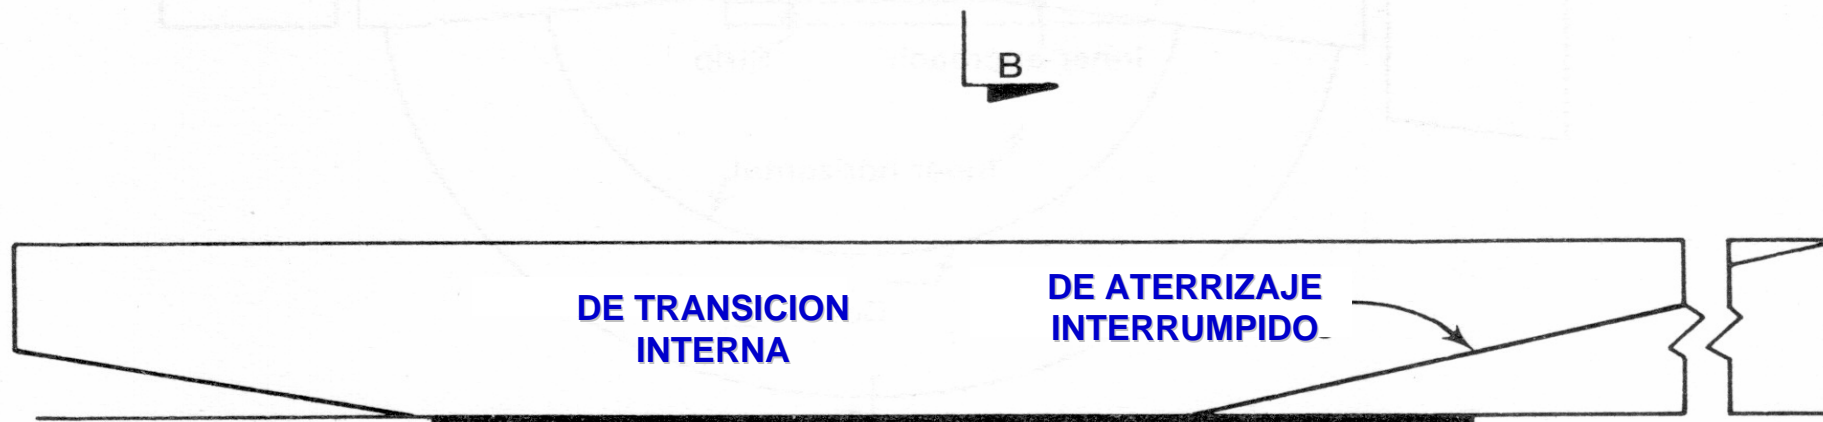 B
DE TRANSICION
INTERNA
DE ATERRIZAJE
INTERRUMPIDO